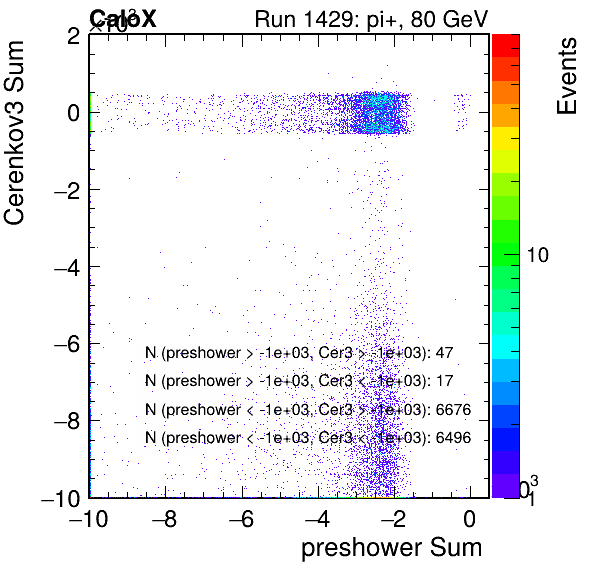 CaloX
Run 1429: pi+, 80 GeV
Cerenkov3 Sum
Events
2
0
−2
−4
−6
−8
−10
10
1
N (preshower > -1e+03, Cer3 > -1e+03): 47
N (preshower > -1e+03, Cer3 < -1e+03): 17
N (preshower < -1e+03, Cer3 > -1e+03): 6676
N (preshower < -1e+03, Cer3 < -1e+03): 6496
−10 −8 −6 −4 −2 0
preshower Sum